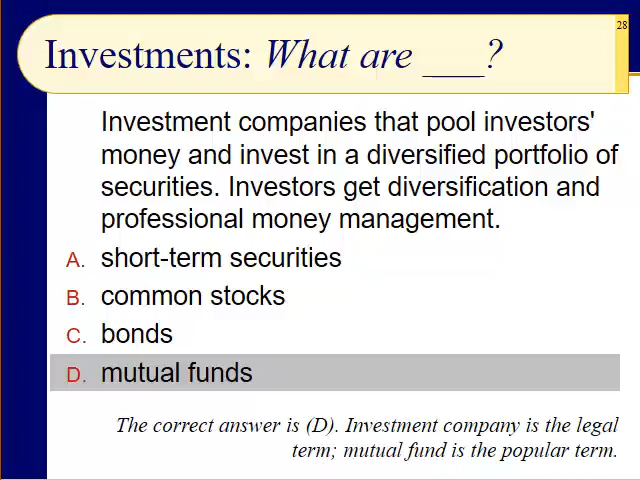 28
Investments: What are ___?
Investment companies that pool investors'
money and invest in a diversified portfolio of
securities. Investors get diversification and
professional money management.
A. short-term securities
B. common stocks
C. bonds
D. mutual funds
The correct answer is (D). Investment company is the legal
term; mutual fund is the popular term.